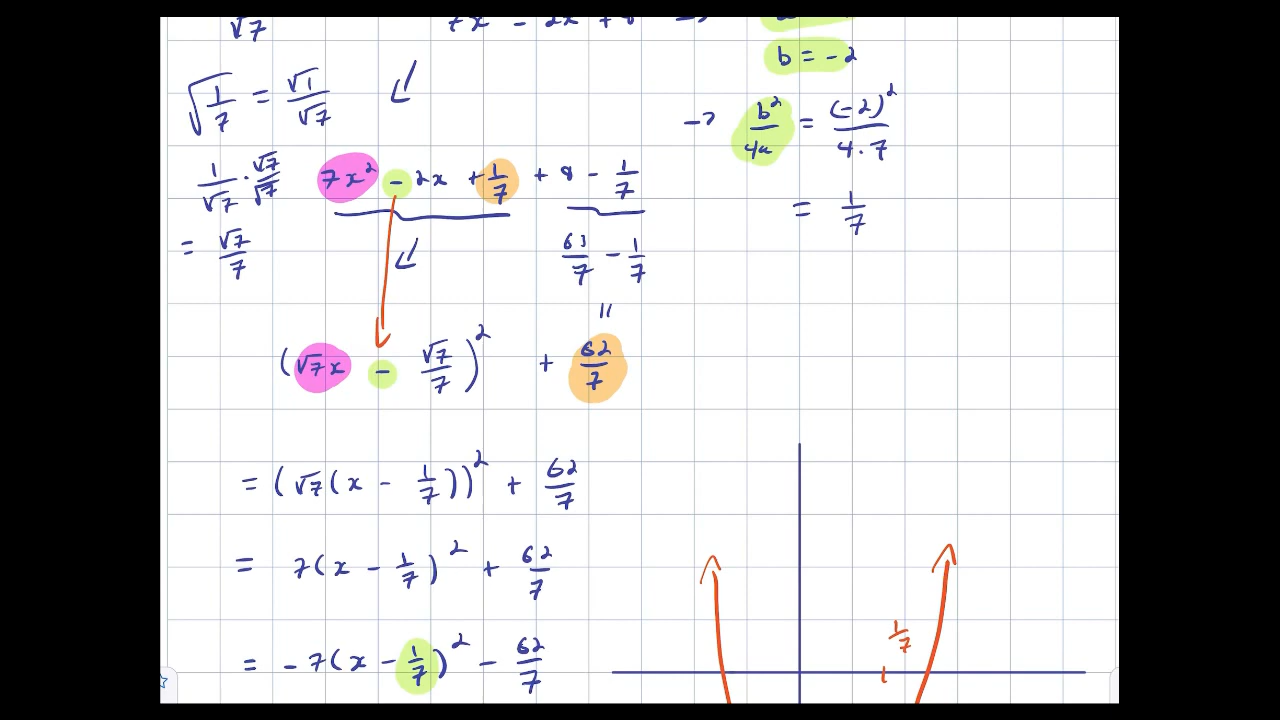 √7
7x² - 2x + 8 →
b = -2
√(1/7) = √1/√7
→ b²/4a = (-2)²/(4·7)
1/√7 · √7/√7
7x² - 2x + 1/7 + 8 - 1/7
= 1/7
= √7/7
63/7 - 1/7
=
(√7x - √7/7)² + 62/7
= (√7(x - 1/7))² + 62/7
= 7(x - 1/7)² + 62/7
1/7
= -7(x - 1/7)² - 62/7